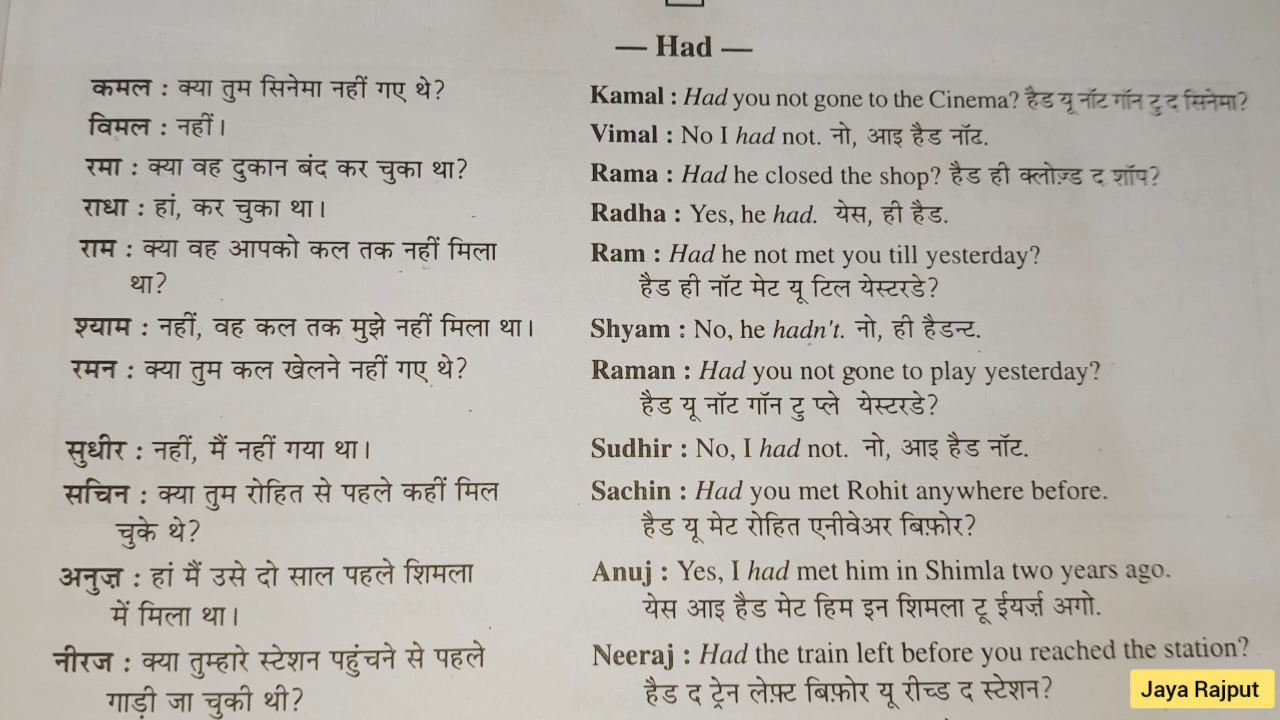 — Had —
कमल : क्या तुम सिनेमा नहीं गए थे?
विमल : नहीं।
रमा : क्या वह दुकान बंद कर चुका था?
राधा : हां, कर चुका था।
राम : क्या वह आपको कल तक नहीं मिला
था?
श्याम : नहीं, वह कल तक मुझे नहीं मिला था।
रमन : क्या तुम कल खेलने नहीं गए थे?
सुधीर : नहीं, मैं नहीं गया था।
सचिन : क्या तुम रोहित से पहले कहीं मिल
चुके थे?
अनुज़ : हां मैं उसे दो साल पहले शिमला
में मिला था।
नीरज : क्या तुम्हारे स्टेशन पहुंचने से पहले
गाड़ी जा चुकी थी?
Kamal : Had you not gone to the Cinema? हैड यू नॉट गॉन टु द सिनेमा?
Vimal : No I had not. नो, आइ हैड नॉट.
Rama : Had he closed the shop? हैड ही क्लोज़्ड द शॉप?
Radha : Yes, he had. येस, ही हैड.
Ram : Had he not met you till yesterday?
हैड ही नॉट मेट यू टिल येस्टरडे?
Shyam : No, he hadn't. नो, ही हैडन्ट.
Raman : Had you not gone to play yesterday?
हैड यू नॉट गॉन टु प्ले येस्टरडे?
Sudhir : No, I had not. नो, आइ हैड नॉट.
Sachin : Had you met Rohit anywhere before.
हैड यू मेट रोहित एनीवेअर बिफ़ोर?
Anuj : Yes, I had met him in Shimla two years ago.
येस आइ हैड मेट हिम इन शिमला टू ईयर्ज़ अगो.
Neeraj : Had the train left before you reached the station?
हैड द ट्रेन लेफ़्ट बिफ़ोर यू रीच्ड द स्टेशन?
Jaya Rajput